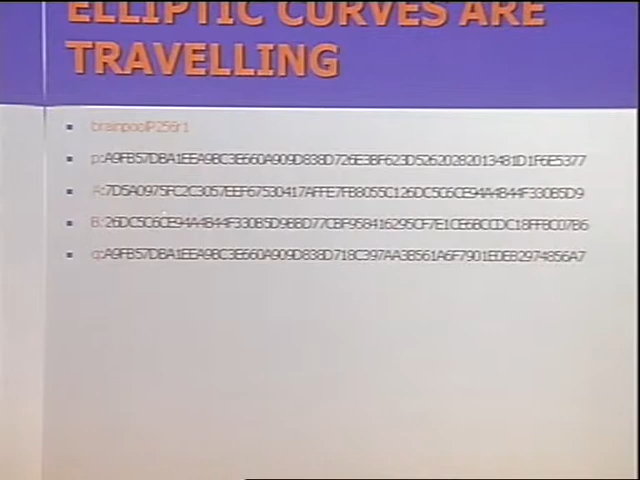 ELLIPTIC CURVES ARE
TRAVELLING
brainpoolP256r1
p:A9FB57DBA1EEA9BC3E660A909D838D726E3BF623D52620282013481D1F6E5377
A:7D5A0975FC2C3057EEF67530417AFFE7FB8055C126DC5C6CE94A4B44F330B5D9
B:26DC5C6CE94A4B44F330B5D9BBD77CBF958416295CF7E1CE6BCCDC18FF8C07B6
q:A9FB57DBA1EEA9BC3E660A909D838D718C397AA3B561A6F7901E0E82974856A7